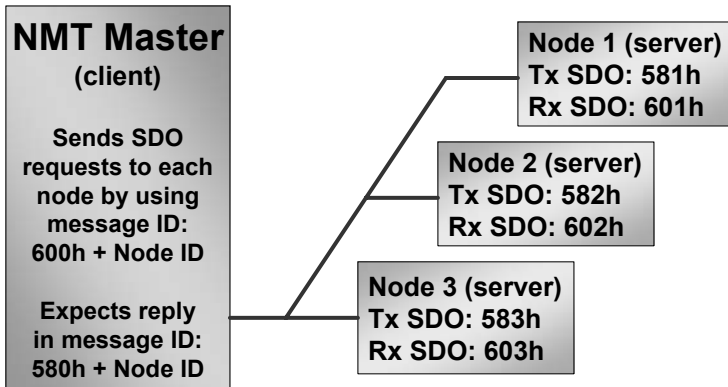 NMT Master
(client)
Sends SDO
requests to each
node by using
message ID:
600h + Node ID
Expects reply
in message ID:
580h + Node ID
Node 1 (server)
Tx SDO: 581h
Rx SDO: 601h
Node 2 (server)
Tx SDO: 582h
Rx SDO: 602h
Node 3 (server)
Tx SDO: 583h
Rx SDO: 603h